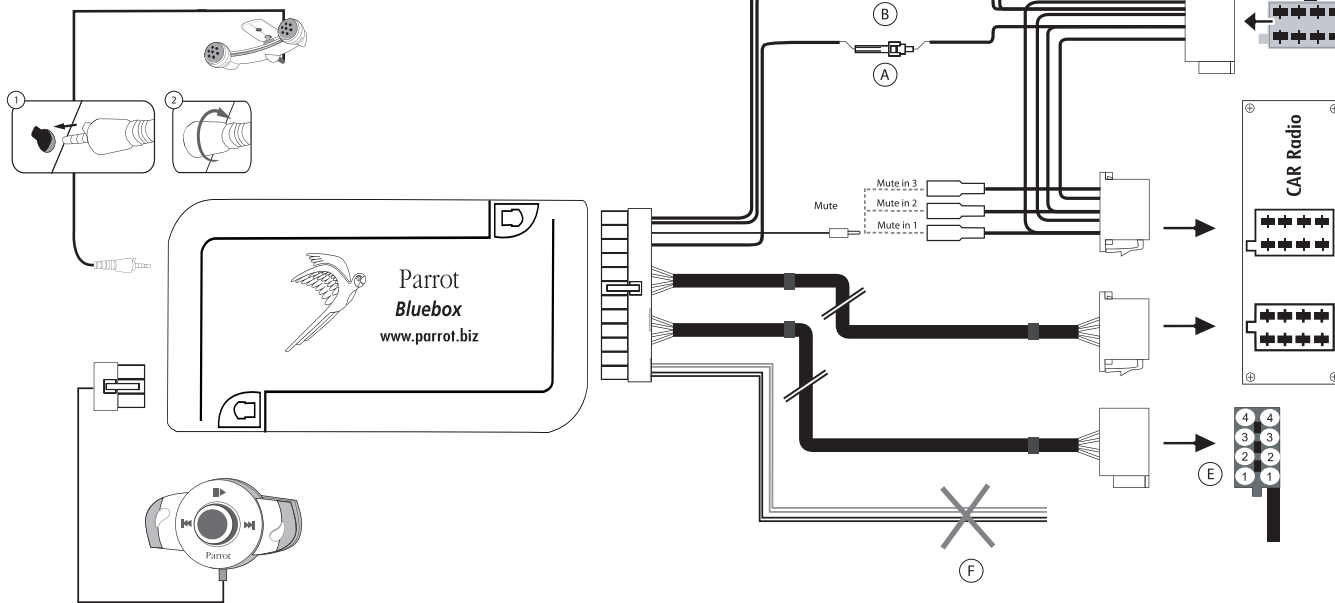 B
A
1
2
CAR Radio
Mute in 3
Mute
Mute in 2
Mute in 1
Parrot
Bluebox
www.parrot.biz
4 4
3 3
2 2
1 1
E
Parrot
F